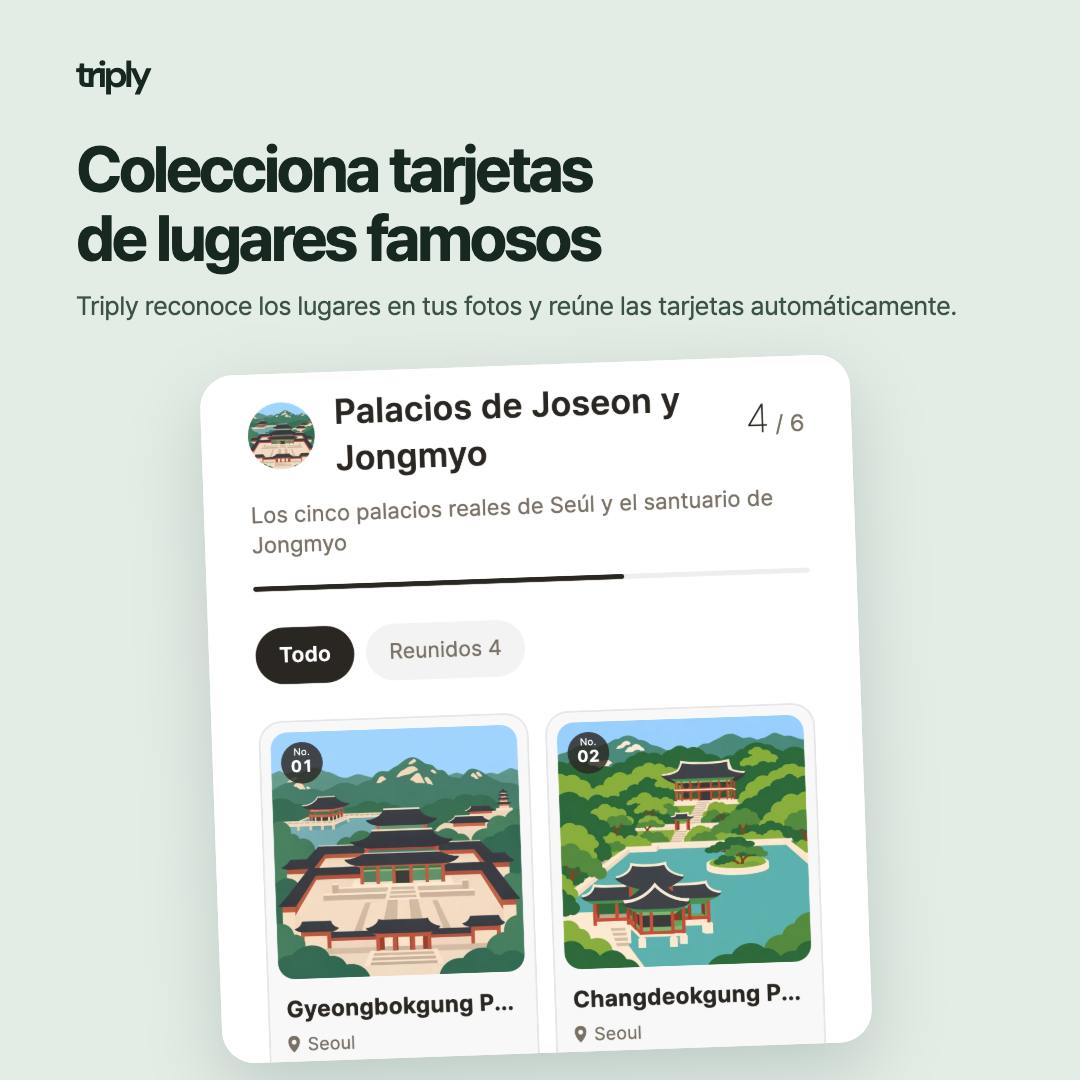 triply
Colecciona tarjetas
de lugares famosos
Triply reconoce los lugares en tus fotos y reúne las tarjetas automáticamente.
Palacios de Joseon y
Jongmyo
4 / 6
Los cinco palacios reales de Seúl y el santuario de
Jongmyo
Todo
Reunidos 4
No.
01
Gyeongbokgung P...
Seoul
No.
02
Changdeokgung P...
Seoul